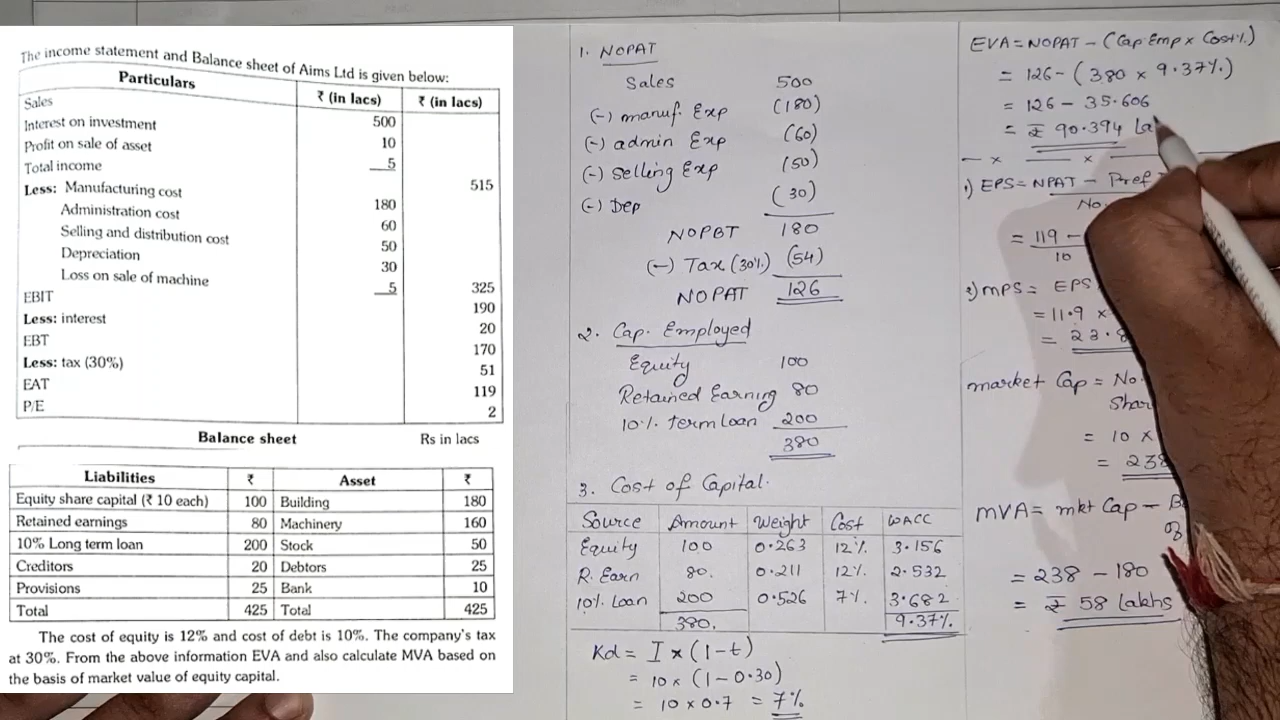 The income statement and Balance sheet of Aims Ltd is given below:
Particulars ₹ (in lacs) ₹ (in lacs)
Sales 500
Interest on investment 10
Profit on sale of asset 5
Total income 515
Less: Manufacturing cost 180
Administration cost 60
Selling and distribution cost 50
Depreciation 30
Loss on sale of machine 5 325
EBIT 190
Less: interest 20
EBT 170
Less: tax (30%) 51
EAT 119
P/E 2
Balance sheet Rs in lacs
Liabilities ₹ Asset ₹
Equity share capital (₹ 10 each) 100 Building 180
Retained earnings 80 Machinery 160
10% Long term loan 200 Stock 50
Creditors 20 Debtors 25
Provisions 25 Bank 10
Total 425 Total 425
The cost of equity is 12% and cost of debt is 10%. The company's tax
at 30%. From the above information EVA and also calculate MVA based on
the basis of market value of equity capital.
1. NOPAT
Sales 500
(-) manuf. Exp (180)
(-) admin Exp (60)
(-) Selling Exp (50)
(-) Dep (30)
NOPBT 180
(-) Tax (30%) (54)
NOPAT 126
2. Cap. Employed
Equity 100
Retained Earning 80
10% term loan 200
380
3. Cost of Capital.
Source Amount Weight Cost WACC
Equity 100 0.263 12% 3.156
R. Earn 80. 0.211 12% 2.532
10% Loan 200 0.526 7% 3.682
380. 9.37%
Kd = I × (1-t)
= 10 × (1-0.30)
= 10 × 0.7 = 7%
EVA = NOPAT - (Cap Emp × Cost%)
= 126 - (380 × 9.37%)
= 126 - 35.606
= ₹ 90.394 La
- × - × -
1) EPS = NPAT - Pref
No.
= 119 -
10
2) MPS = EPS
= 11.9 ×
= 23.8
market Cap = No.
Shar
= 10 ×
= 238
MVA = mkt Cap - B
of
= 238 - 180
= ₹ 58 lakhs